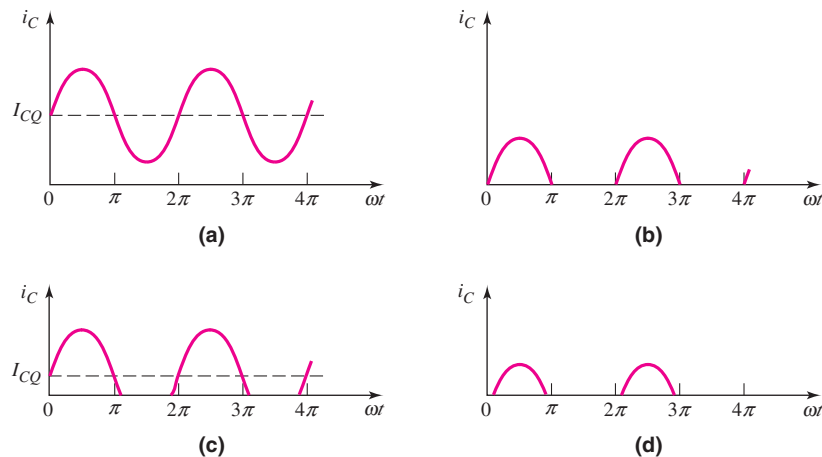 i_C
I_CQ
0 π 2π 3π 4π ωt
(a)
i_C
0 π 2π 3π 4π ωt
(b)
i_C
I_CQ
0 π 2π 3π 4π ωt
(c)
i_C
0 π 2π 3π 4π ωt
(d)